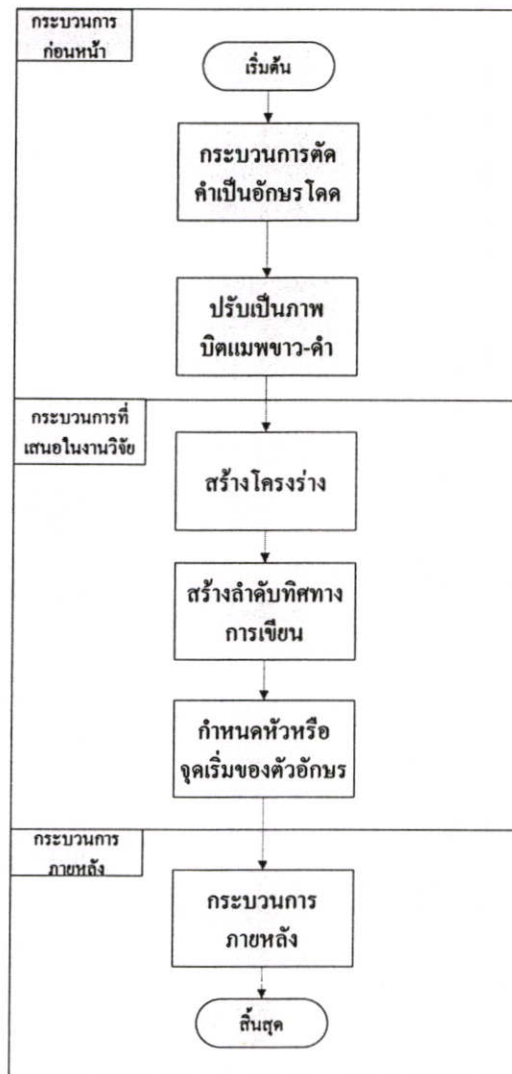 กระบวนการ
ก่อนหน้า
เริ่มต้น
กระบวนการตัด
คำเป็นอักษรโดด
ปรับเป็นภาพ
บิตแมพขาว-ดำ
กระบวนการที่
เสนอในงานวิจัย
สร้างโครงร่าง
สร้างลำดับทิศทาง
การเขียน
กำหนดหัวหรือ
จุดเริ่มของตัวอักษร
กระบวนการ
ภายหลัง
กระบวนการ
ภายหลัง
สิ้นสุด